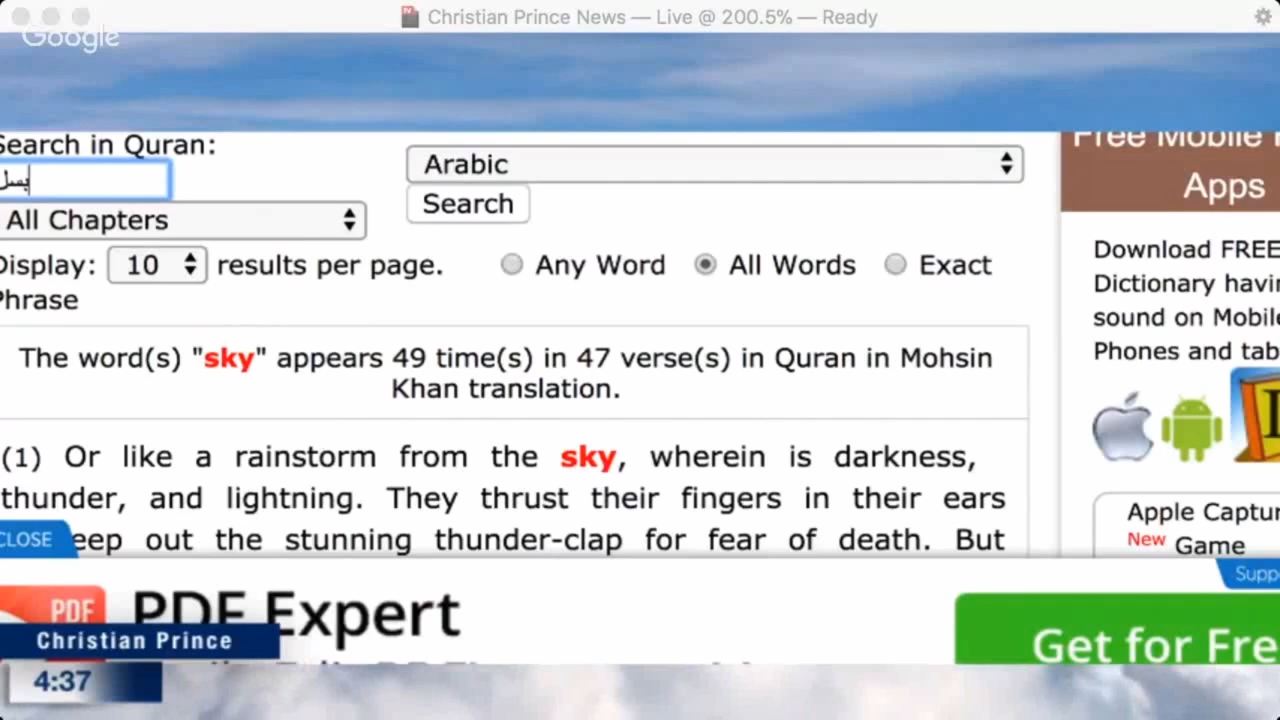 Christian Prince News — Live @ 200.5% — Ready
Google
Search in Quran:
بسل
Arabic
Search
All Chapters
Display: 10 results per page.
Any Word All Words Exact
Phrase
The word(s) "sky" appears 49 time(s) in 47 verse(s) in Quran in Mohsin
Khan translation.
(1) Or like a rainstorm from the sky, wherein is darkness,
thunder, and lightning. They thrust their fingers in their ears
eep out the stunning thunder-clap for fear of death. But
CLOSE
Free Mobile
Apps
Download FREE
Dictionary havin
sound on Mobile
Phones and tab
Apple Captur
New Game
Supp
PDF
PDF Expert
Get for Fre
Christian Prince
4:37